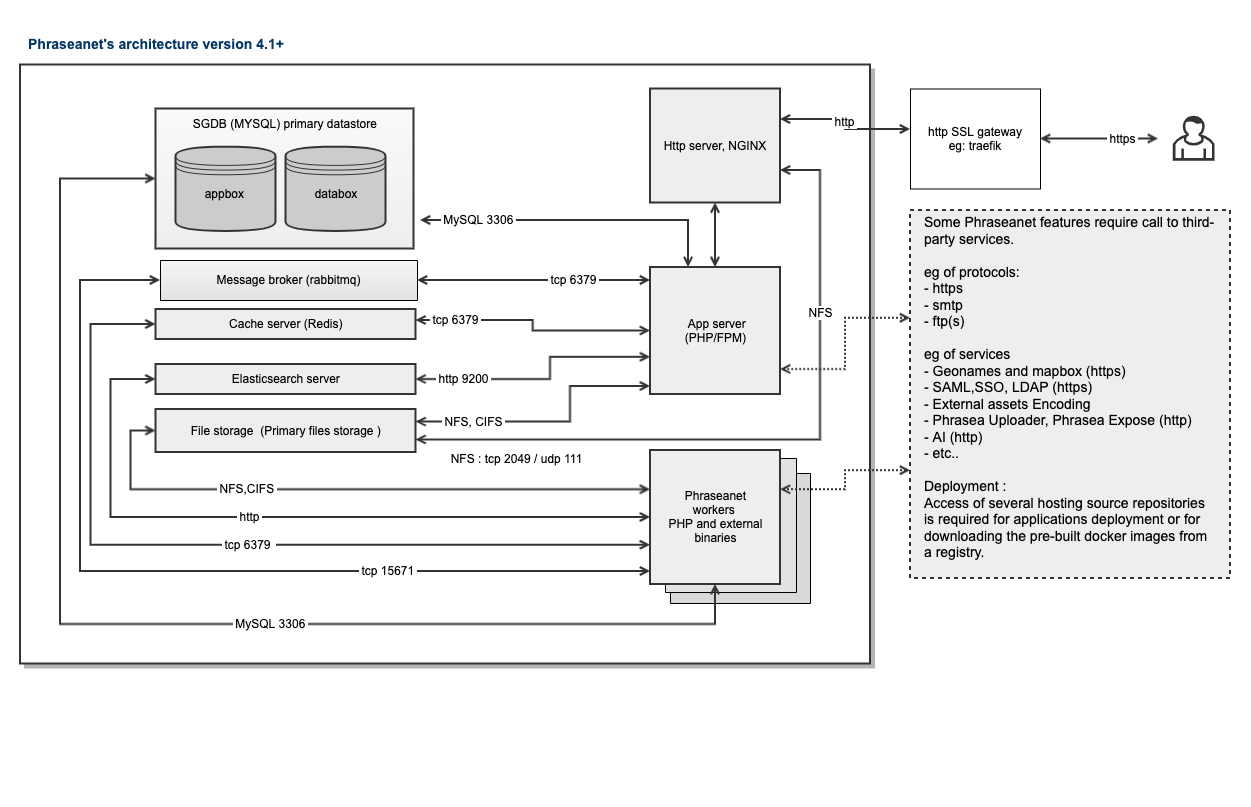 Phraseanet's architecture version 4.1+
SGDB (MYSQL) primary datastore
appbox
databox
Http server, NGINX
http
http SSL gateway
eg: traefik
https
MySQL 3306
Message broker (rabbitmq)
tcp 6379
App server
(PHP/FPM)
NFS
Cache server (Redis)
tcp 6379
Elasticsearch server
http 9200
File storage  (Primary files storage )
NFS, CIFS
NFS : tcp 2049 / udp 111
NFS,CIFS
http
tcp 6379
tcp 15671
MySQL 3306
Phraseanet
workers
PHP and external
binaries
Some Phraseanet features require call to third-
party services.
eg of protocols:
- https
- smtp
- ftp(s)
eg of services
- Geonames and mapbox (https)
- SAML,SSO, LDAP (https)
- External assets Encoding
- Phrasea Uploader, Phrasea Expose (http)
- AI (http)
- etc..
Deployment :
Access of several hosting source repositories
is required for applications deployment or for
downloading the pre-built docker images from
a registry.